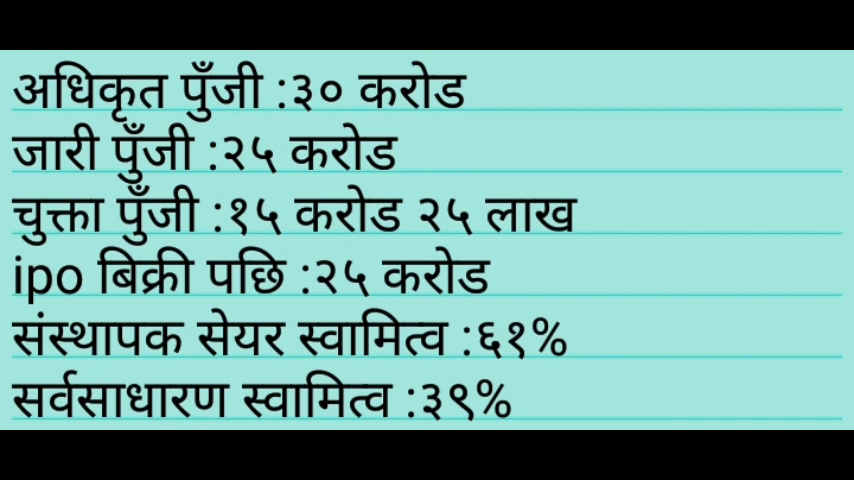 अधिकृत पुँजी :३० करोड
जारी पुँजी :२५ करोड
चुक्ता पुँजी :१५ करोड २५ लाख
ipo बिक्री पछि :२५ करोड
संस्थापक सेयर स्वामित्व :६१%
सर्वसाधारण स्वामित्व :३९%